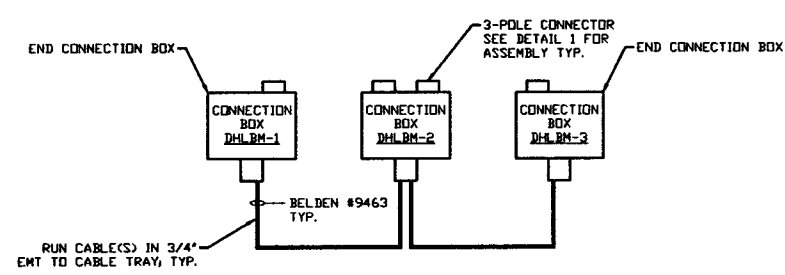 3-POLE CONNECTOR
SEE DETAIL 1 FOR
ASSEMBLY TYP.
END CONNECTION BOX
END CONNECTION BOX
CONNECTION
BOX
DHLBM-1
CONNECTION
BOX
DHLBM-2
CONNECTION
BOX
DHLBM-3
BELDEN #9463
TYP.
RUN CABLE(S) IN 3/4"
EMT TO CABLE TRAY, TYP.